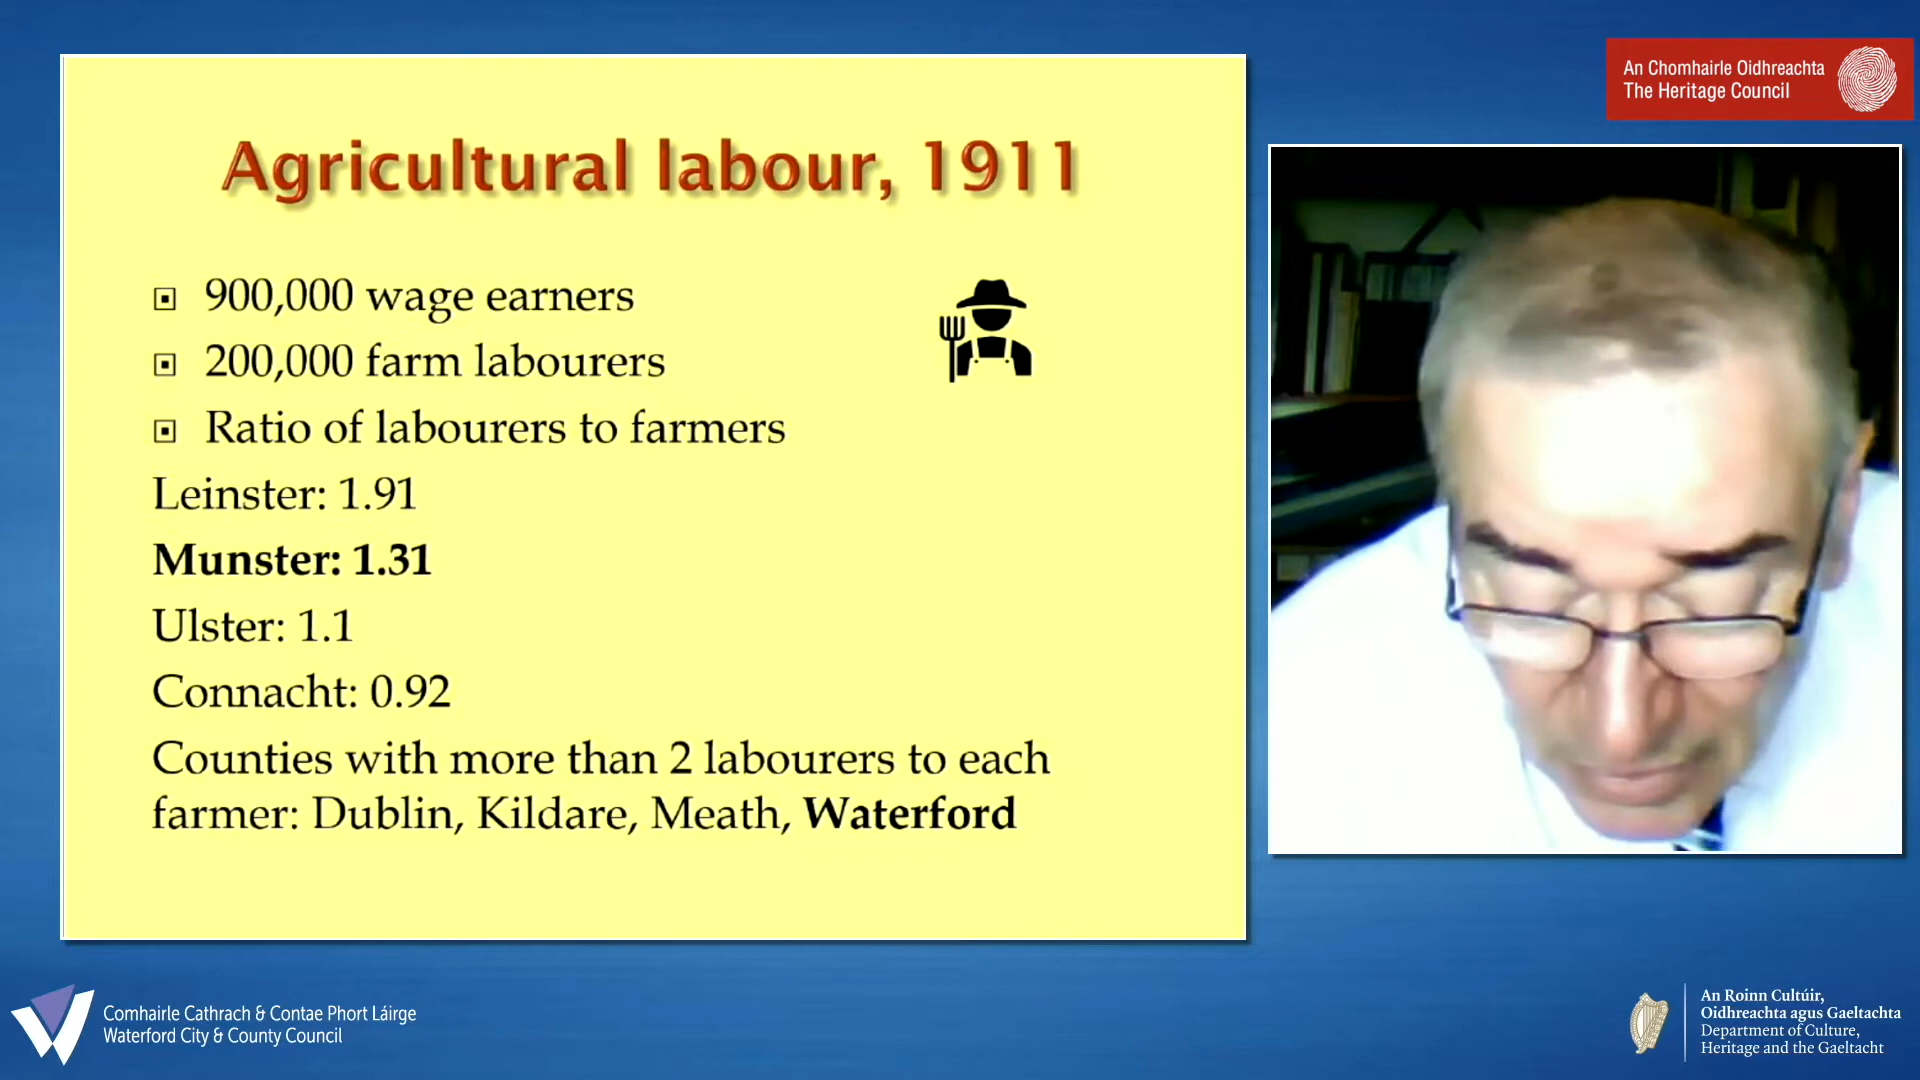 An Chomhairle Oidhreachta
The Heritage Council
Agricultural labour, 1911
900,000 wage earners
200,000 farm labourers
Ratio of labourers to farmers
Leinster: 1.91
Munster: 1.31
Ulster: 1.1
Connacht: 0.92
Counties with more than 2 labourers to each
farmer: Dublin, Kildare, Meath, Waterford
Comhairle Cathrach & Contae Phort Láirge
Waterford City & County Council
An Roinn Cultúir,
Oidhreachta agus Gaeltachta
Department of Culture,
Heritage and the Gaeltacht